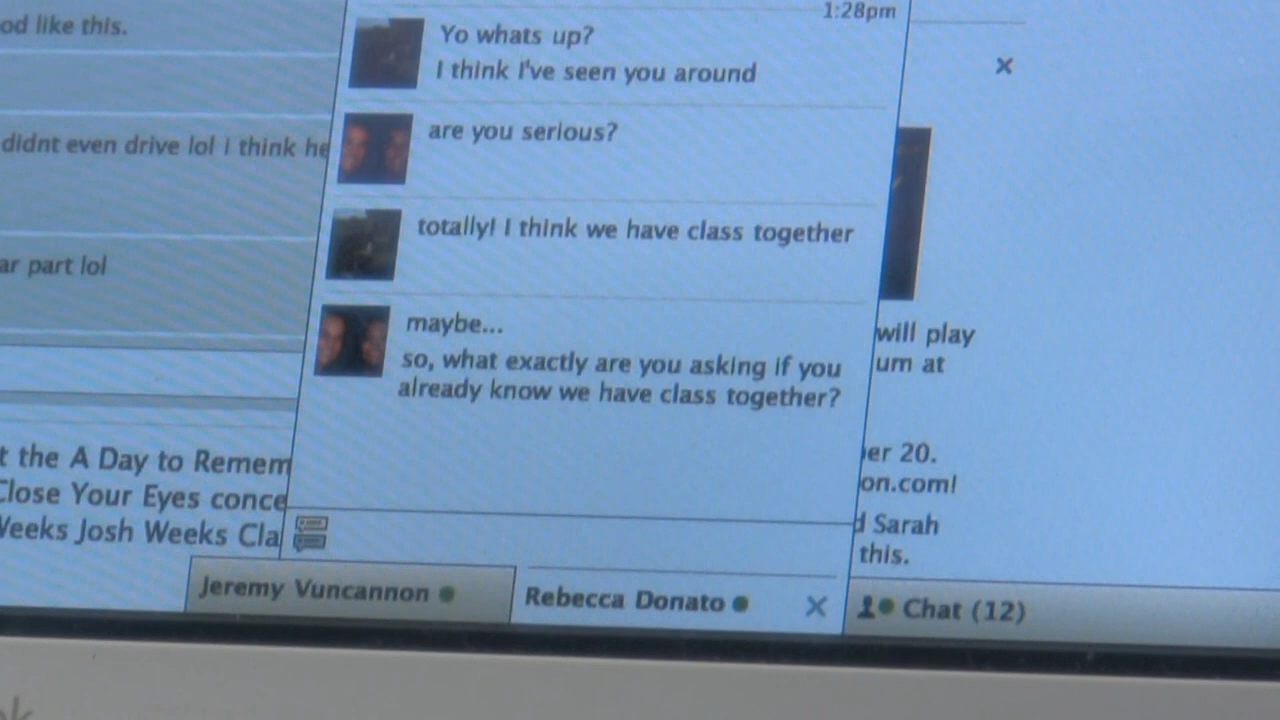 od like this.
didnt even drive lol i think he
ar part lol
t the A Day to Remem
Close Your Eyes conce
Weeks Josh Weeks Cla
1:28pm
Yo whats up?
I think I've seen you around
are you serious?
totally! I think we have class together
maybe...
so, what exactly are you asking if you
already know we have class together?
will play
um at
er 20.
on.com!
d Sarah
this.
Jeremy Vuncannon
Rebecca Donato
Chat (12)